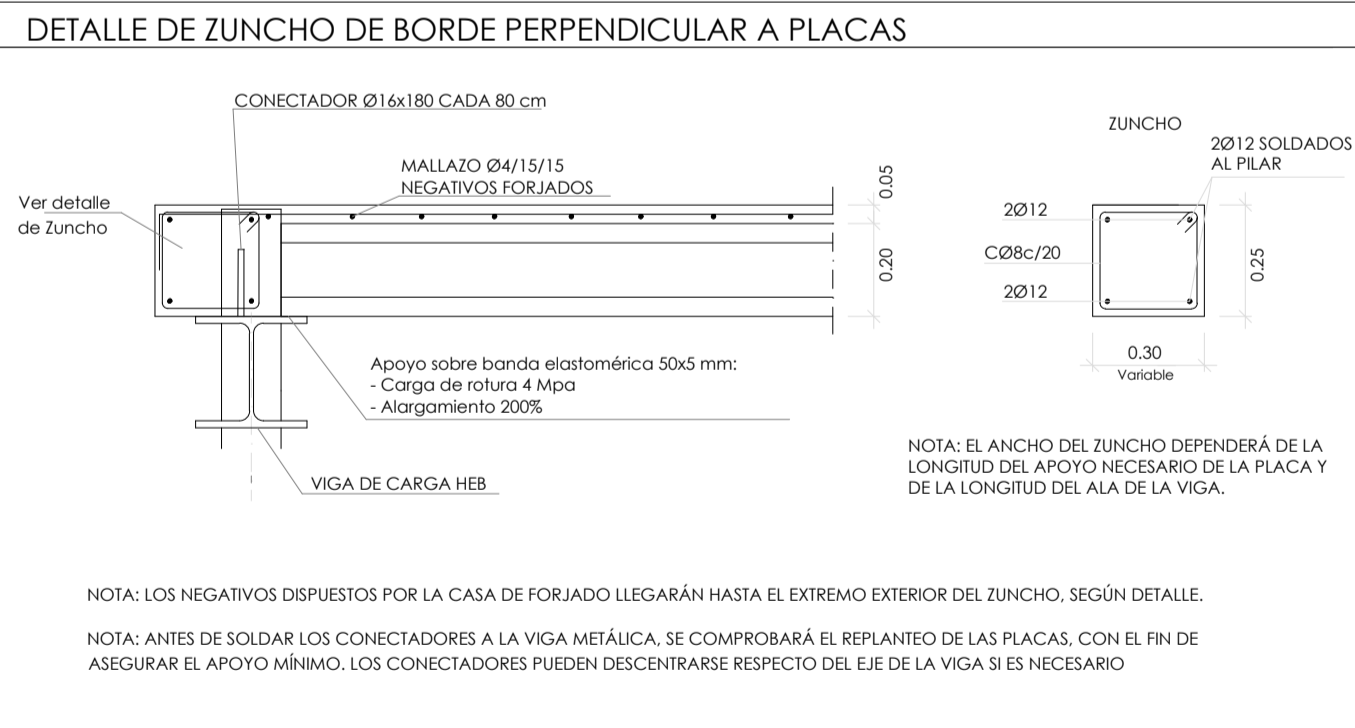 DETALLE DE ZUNCHO DE BORDE PERPENDICULAR A PLACAS
CONECTADOR Ø16x180 CADA 80 cm
MALLAZO Ø4/15/15
NEGATIVOS FORJADOS
Ver detalle
de Zuncho
0.05
0.20
Apoyo sobre banda elastomérica 50x5 mm:
- Carga de rotura 4 Mpa
- Alargamiento 200%
VIGA DE CARGA HEB
ZUNCHO
2Ø12 SOLDADOS
AL PILAR
2Ø12
CØ8c/20
2Ø12
0.25
0.30
Variable
NOTA: EL ANCHO DEL ZUNCHO DEPENDERÁ DE LA
LONGITUD DEL APOYO NECESARIO DE LA PLACA Y
DE LA LONGITUD DEL ALA DE LA VIGA.
NOTA: LOS NEGATIVOS DISPUESTOS POR LA CASA DE FORJADO LLEGARÁN HASTA EL EXTREMO EXTERIOR DEL ZUNCHO, SEGÚN DETALLE.
NOTA: ANTES DE SOLDAR LOS CONECTADORES A LA VIGA METÁLICA, SE COMPROBARÁ EL REPLANTEO DE LAS PLACAS, CON EL FIN DE
ASEGURAR EL APOYO MÍNIMO. LOS CONECTADORES PUEDEN DESCENTRARSE RESPECTO DEL EJE DE LA VIGA SI ES NECESARIO